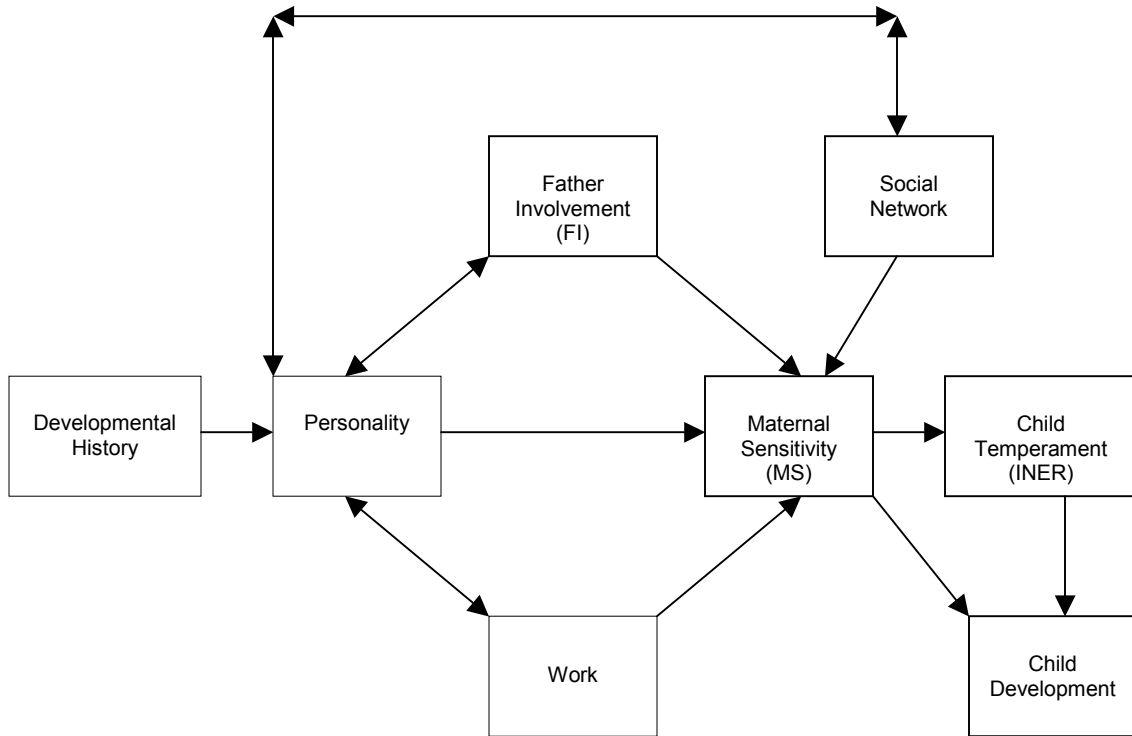 Father
Involvement
(FI)
Social
Network
Developmental
History
Personality
Maternal
Sensitivity
(MS)
Child
Temperament
(INER)
Work
Child
Development